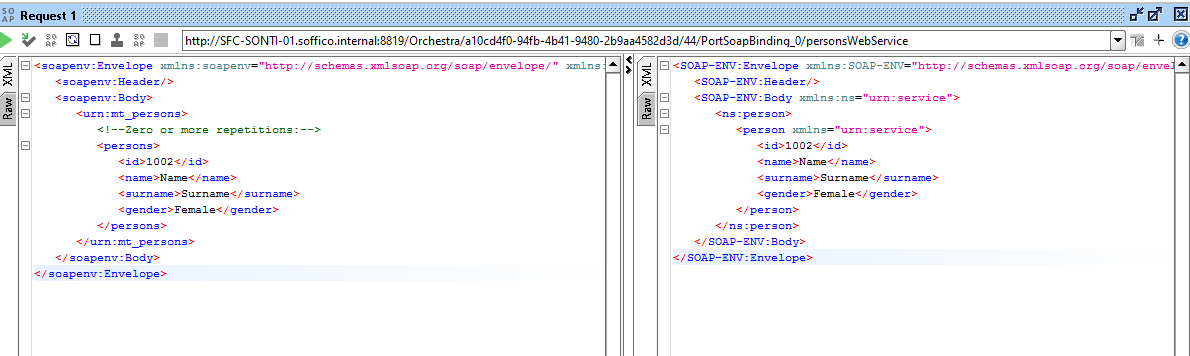 SO
AP
Request 1
SO
AP
SO
AP
http://SFC-SONTI-01.soffico.internal:8819/Orchestra/a10cd4f0-94fb-4b41-9480-2b9aa4582d3d/44/PortSoapBinding_0/personsWebService
?
XML
Raw
<soapenv:Envelope xmlns:soapenv="http://schemas.xmlsoap.org/soap/envelope/" xmlns:
<soapenv:Header/>
<soapenv:Body>
<urn:mt_persons>
<!--Zero or more repetitions:-->
<persons>
<id>1002</id>
<name>Name</name>
<surname>Surname</surname>
<gender>Female</gender>
</persons>
</urn:mt_persons>
</soapenv:Body>
</soapenv:Envelope>
XML
Raw
<SOAP-ENV:Envelope xmlns:SOAP-ENV="http://schemas.xmlsoap.org/soap/envel
<SOAP-ENV:Header/>
<SOAP-ENV:Body xmlns:ns="urn:service">
<ns:person>
<person xmlns="urn:service">
<id>1002</id>
<name>Name</name>
<surname>Surname</surname>
<gender>Female</gender>
</person>
</ns:person>
</SOAP-ENV:Body>
</SOAP-ENV:Envelope>